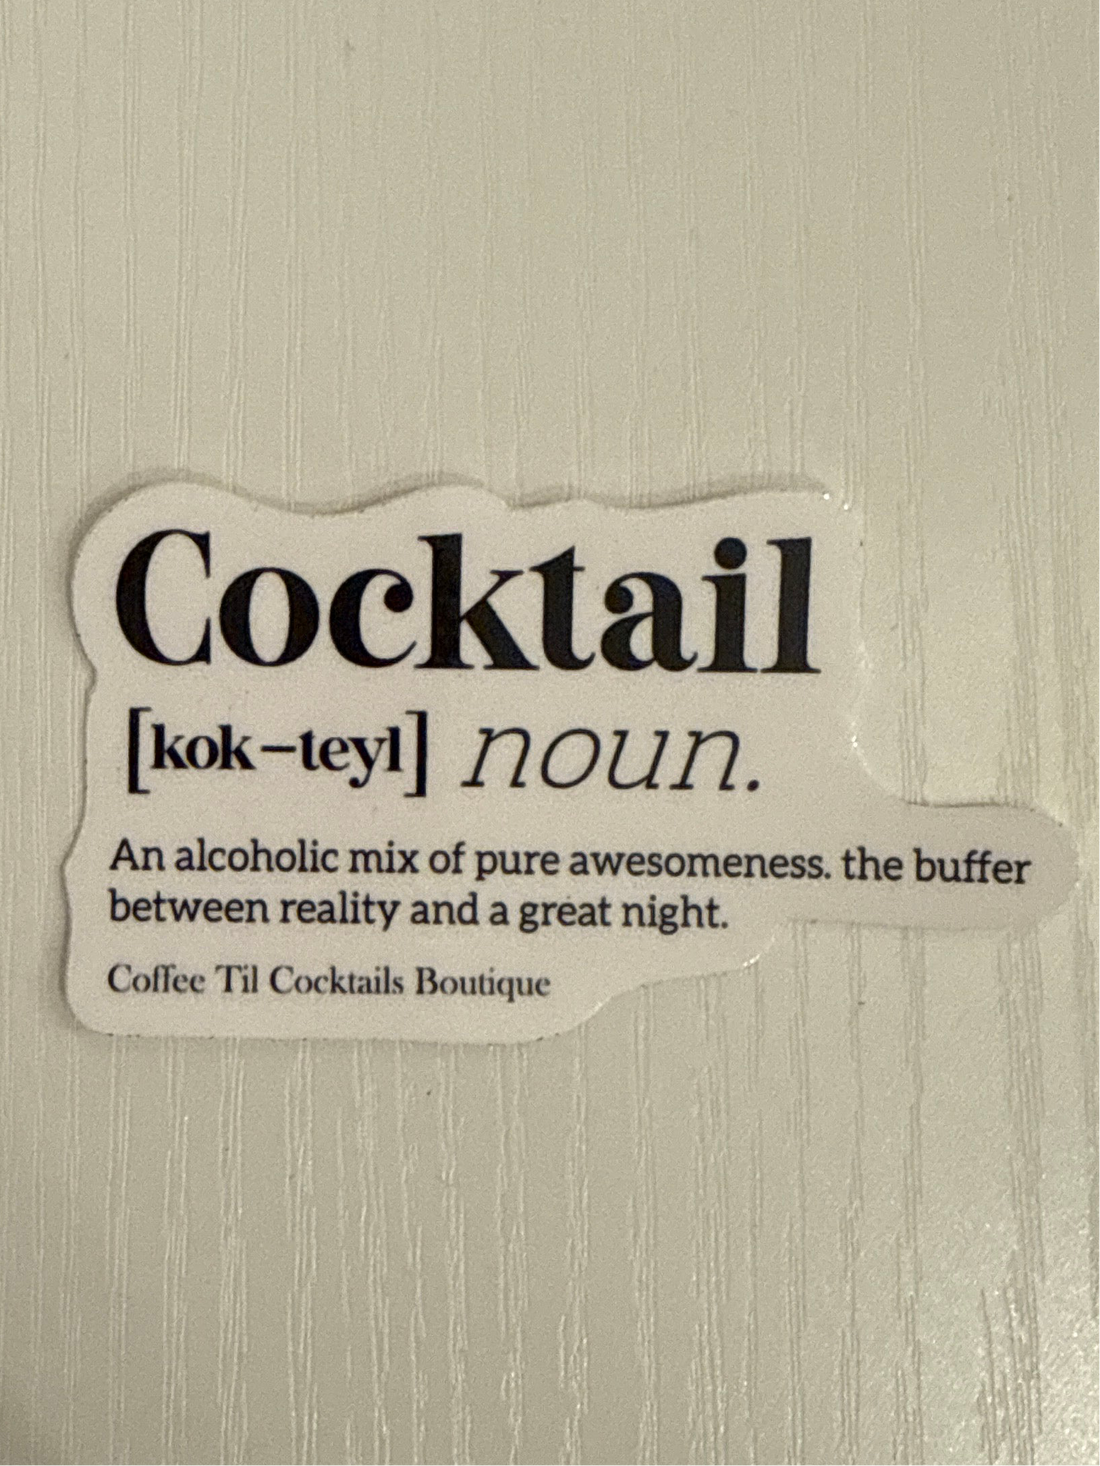 Cocktail
[kok-teyl] noun.
An alcoholic mix of pure awesomeness. the buffer
between reality and a great night.
Coffee Til Cocktails Boutique